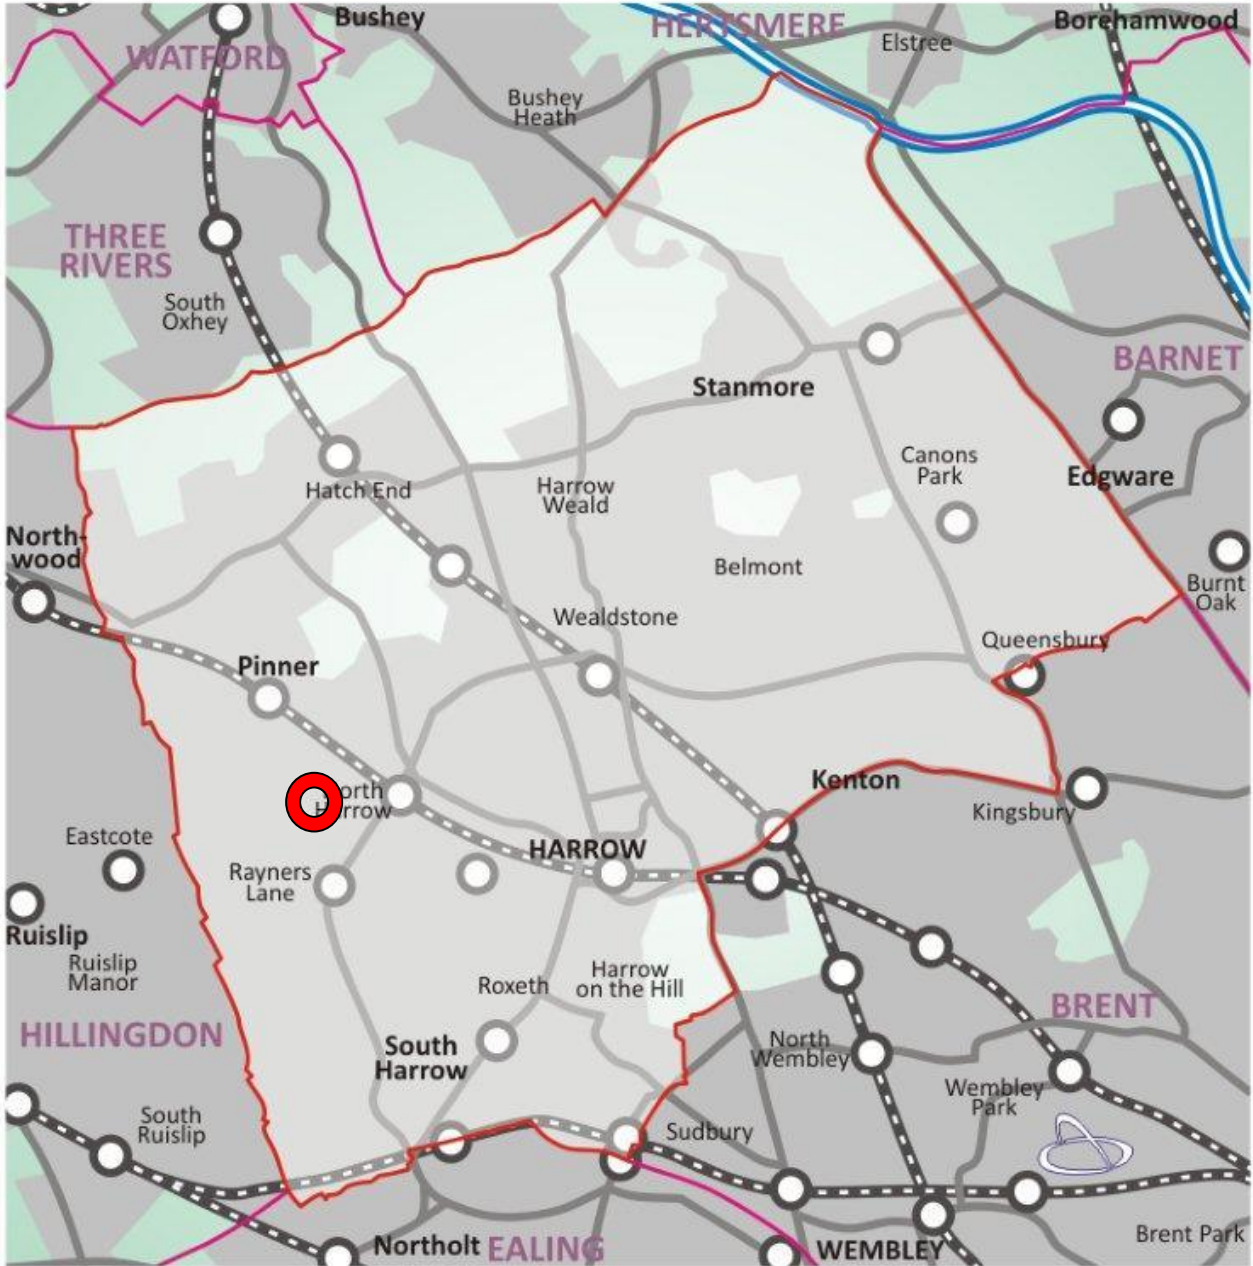 Bushey
HERTSMERE
Borehamwood
Elstree
WATFORD
Bushey
Heath
THREE
RIVERS
South
Oxhey
BARNET
Stanmore
Canons
Park
Edgware
Hatch End
Harrow
Weald
North-
wood
Belmont
Burnt
Oak
Wealdstone
Queensbury
Pinner
Kenton
orth
H rrow
Kingsbury
Eastcote
HARROW
Rayners
Lane
Ruislip
Ruislip
Manor
Roxeth
Harrow
on the Hill
BRENT
HILLINGDON
South
Harrow
North
Wembley
Wembley
Park
South
Ruislip
Sudbury
Brent Park
Northolt
EALING
WEMBLEY